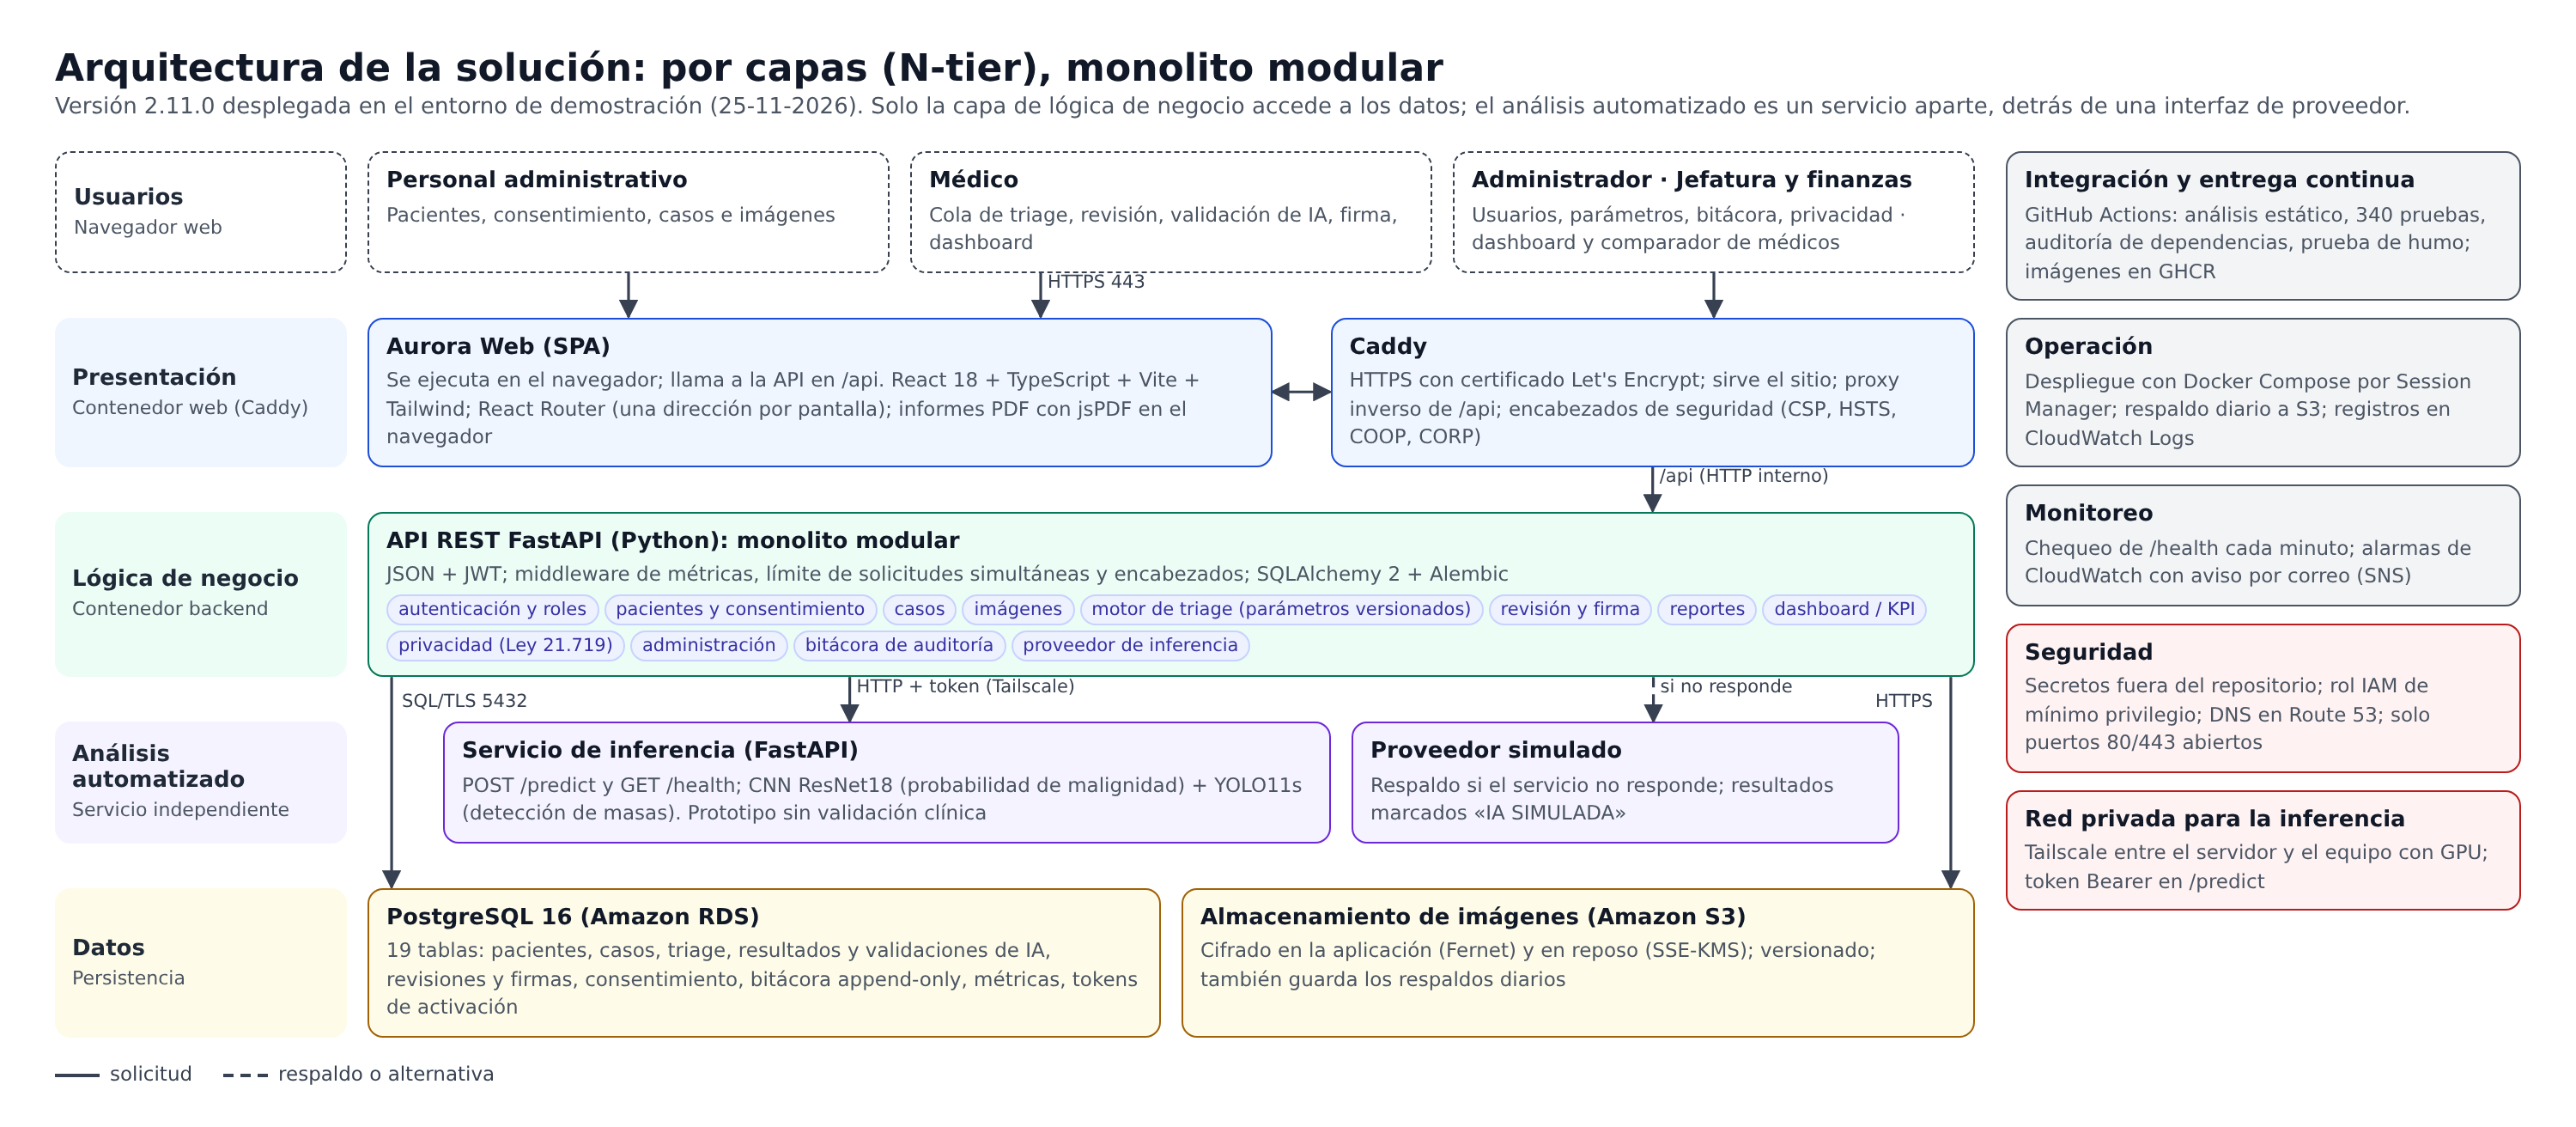 Arquitectura de la solución: por capas (N-tier), monolito modular
Versión 2.11.0 desplegada en el entorno de demostración (25-11-2026). Solo la capa de lógica de negocio accede a los datos; el análisis automatizado es un servicio aparte, detrás de una interfaz de proveedor.
Usuarios
Navegador web
Personal administrativo
Pacientes, consentimiento, casos e imágenes
Médico
Cola de triage, revisión, validación de IA, firma,
dashboard
Administrador · Jefatura y finanzas
Usuarios, parámetros, bitácora, privacidad ·
dashboard y comparador de médicos
HTTPS 443
Presentación
Contenedor web (Caddy)
Aurora Web (SPA)
Se ejecuta en el navegador; llama a la API en /api. React 18 + TypeScript + Vite +
Tailwind; React Router (una dirección por pantalla); informes PDF con jsPDF en el
navegador
Caddy
HTTPS con certificado Let's Encrypt; sirve el sitio; proxy
inverso de /api; encabezados de seguridad (CSP, HSTS,
COOP, CORP)
/api (HTTP interno)
Lógica de negocio
Contenedor backend
API REST FastAPI (Python): monolito modular
JSON + JWT; middleware de métricas, límite de solicitudes simultáneas y encabezados; SQLAlchemy 2 + Alembic
autenticación y roles pacientes y consentimiento casos imágenes motor de triage (parámetros versionados) revisión y firma reportes dashboard / KPI
privacidad (Ley 21.719) administración bitácora de auditoría proveedor de inferencia
SQL/TLS 5432
HTTP + token (Tailscale)
si no responde
HTTPS
Análisis
automatizado
Servicio independiente
Servicio de inferencia (FastAPI)
POST /predict y GET /health; CNN ResNet18 (probabilidad de malignidad) + YOLO11s
(detección de masas). Prototipo sin validación clínica
Proveedor simulado
Respaldo si el servicio no responde; resultados
marcados «IA SIMULADA»
Datos
Persistencia
PostgreSQL 16 (Amazon RDS)
19 tablas: pacientes, casos, triage, resultados y validaciones de IA,
revisiones y firmas, consentimiento, bitácora append-only, métricas, tokens
de activación
Almacenamiento de imágenes (Amazon S3)
Cifrado en la aplicación (Fernet) y en reposo (SSE-KMS); versionado;
también guarda los respaldos diarios
Integración y entrega continua
GitHub Actions: análisis estático, 340 pruebas,
auditoría de dependencias, prueba de humo;
imágenes en GHCR
Operación
Despliegue con Docker Compose por Session
Manager; respaldo diario a S3; registros en
CloudWatch Logs
Monitoreo
Chequeo de /health cada minuto; alarmas de
CloudWatch con aviso por correo (SNS)
Seguridad
Secretos fuera del repositorio; rol IAM de
mínimo privilegio; DNS en Route 53; solo
puertos 80/443 abiertos
Red privada para la inferencia
Tailscale entre el servidor y el equipo con GPU;
token Bearer en /predict
solicitud
respaldo o alternativa